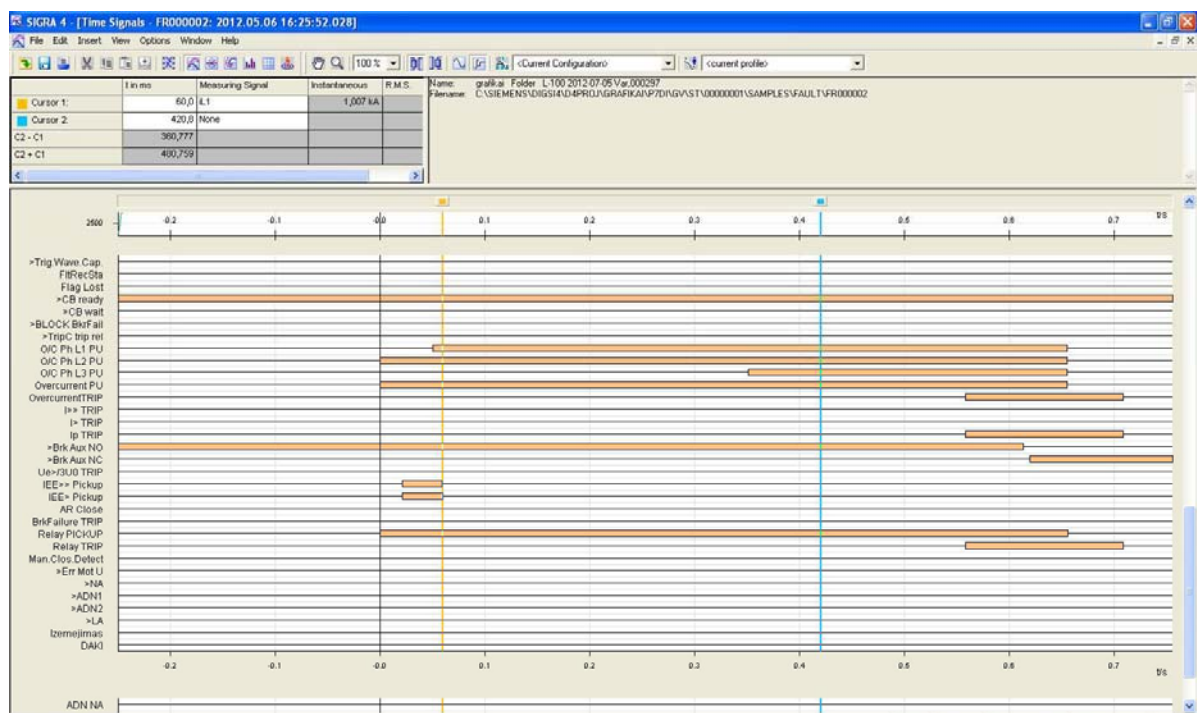 SIGRA 4 - [Time Signals - FR000002: 2012.05.06 16:25:52.028]
File Edit Insert View Options Window Help
100 % <Current Configuration> <current profile>
t in ms Measuring Signal Instantaneous R.M.S.
Cursor 1: 60,0 iL1 1,007 kA
Cursor 2: 420,8 None
C2 - C1 360,777
C2 + C1 480,759
Name: grafikai Folder L-100 2012-07-05 Var,000297
Filename: C:\SIEMENS\DIGSI4\D4PROJ\GRAFIKAI\P7DI\GV\ST\00000001\SAMPLES\FAULT\FR000002
2500 -0.2 -0.1 -0.0 0.1 0.2 0.3 0.4 0.5 0.6 0.7 t/s
>Trig.Wave.Cap.
FltRecSta
Flag Lost
>CB ready
>CB wait
>BLOCK BkrFail
>TripC trip rel
O/C Ph L1 PU
O/C Ph L2 PU
O/C Ph L3 PU
Overcurrent PU
OvercurrentTRIP
I>> TRIP
I> TRIP
Ip TRIP
>Brk Aux NO
>Brk Aux NC
Ue>/3U0 TRIP
IEE>> Pickup
IEE> Pickup
AR Close
BrkFailure TRIP
Relay PICKUP
Relay TRIP
Man.Clos.Detect
>Err Mot U
>NA
>ADN1
>ADN2
>LA
Izemejimas
DAKI
-0.2 -0.1 -0.0 0.1 0.2 0.3 0.4 0.5 0.6 0.7 t/s
ADN NA